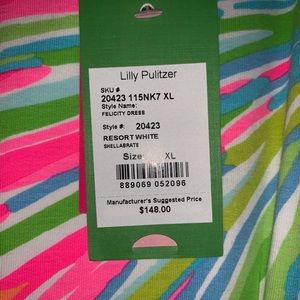 Lilly Pulitzer
SKU #
20423 115NK7 XL
Style Name:
FELICITY DRESS
Style #: 20423
RESORT WHITE
SHELLABRATE
Size: XL
889069 052096
Manufacturer's Suggested Price
$148.00